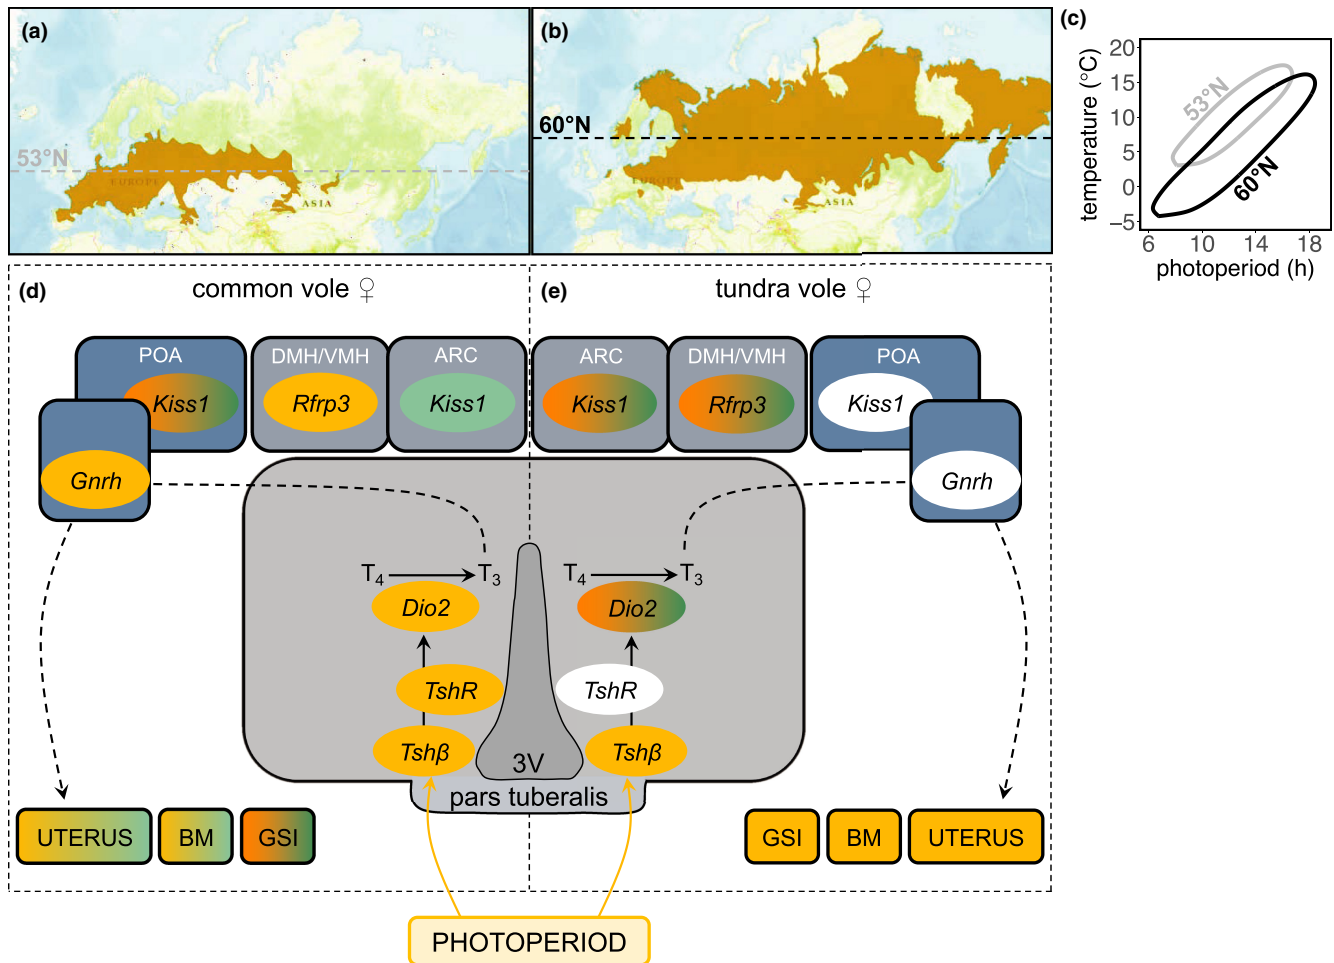 (a)
53°N
EUROPE
ASIA
(b)
60°N
EUROPE
ASIA
(c)
temperature (°C)
20
15
10
5
0
−5
53°N
60°N
6 10 14 18
photoperiod (h)
(d) common vole ♀
(e) tundra vole ♀
POA
Kiss1
DMH/VMH
Rfrp3
ARC
Kiss1
ARC
Kiss1
DMH/VMH
Rfrp3
POA
Kiss1
Gnrh
Gnrh
T4 T3
T4 T3
Dio2
Dio2
TshR
TshR
Tshβ
Tshβ
3V
pars tuberalis
UTERUS BM GSI
GSI BM UTERUS
PHOTOPERIOD